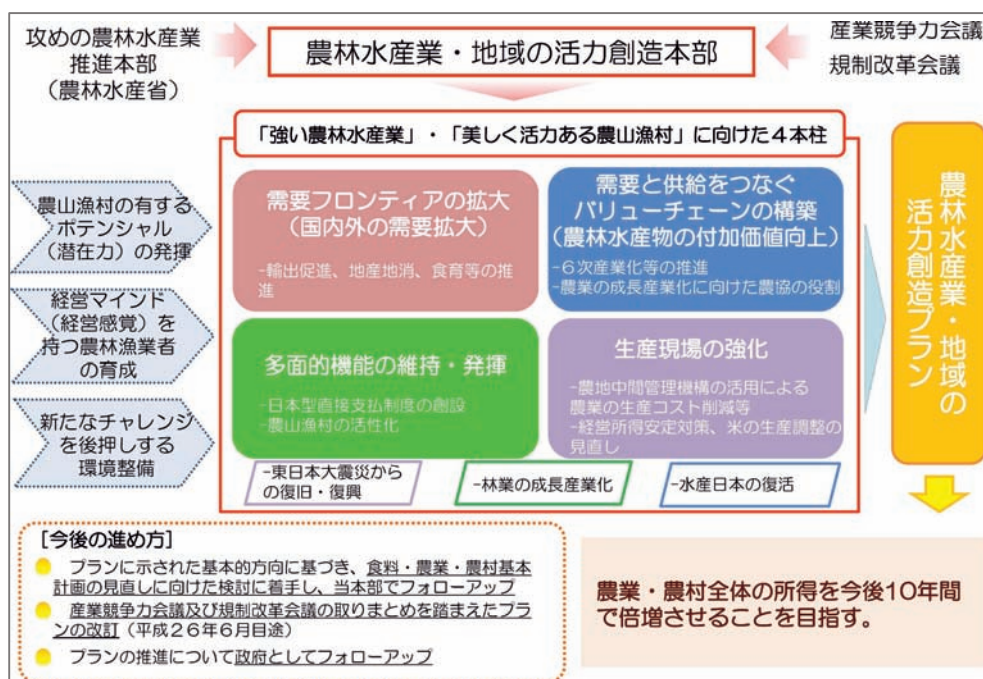 攻めの農林水産業
推進本部
（農林水産省）
農林水産業・地域の活力創造本部
産業競争力会議
規制改革会議
「強い農林水産業」・「美しく活力ある農山漁村」に向けた４本柱
農山漁村の有する
ポテンシャル
（潜在力）の発揮
経営マインド
（経営感覚）を
持つ農林漁業者
の育成
新たなチャレンジ
を後押しする
環境整備
需要フロンティアの拡大
（国内外の需要拡大）
-輸出促進、地産地消、食育等の推
進
需要と供給をつなぐ
バリューチェーンの構築
（農林水産物の付加価値向上）
-６次産業化等の推進
-農業の成長産業化に向けた農協の役割
多面的機能の維持・発揮
-日本型直接支払制度の創設
-農山漁村の活性化
生産現場の強化
-農地中間管理機構の活用による
農業の生産コスト削減等
-経営所得安定対策、米の生産調整の
見直し
-東日本大震災から
の復旧・復興
-林業の成長産業化
-水産日本の復活
農林水産業・地域の
活力創造プラン
［今後の進め方］
プランに示された基本的方向に基づき、食料・農業・農村基本
計画の見直しに向けた検討に着手し、当本部でフォローアップ
産業競争力会議及び規制改革会議の取りまとめを踏まえたプラ
ンの改訂（平成２６年６月目途）
プランの推進について政府としてフォローアップ
農業・農村全体の所得を今後10年間
で倍増させることを目指す。